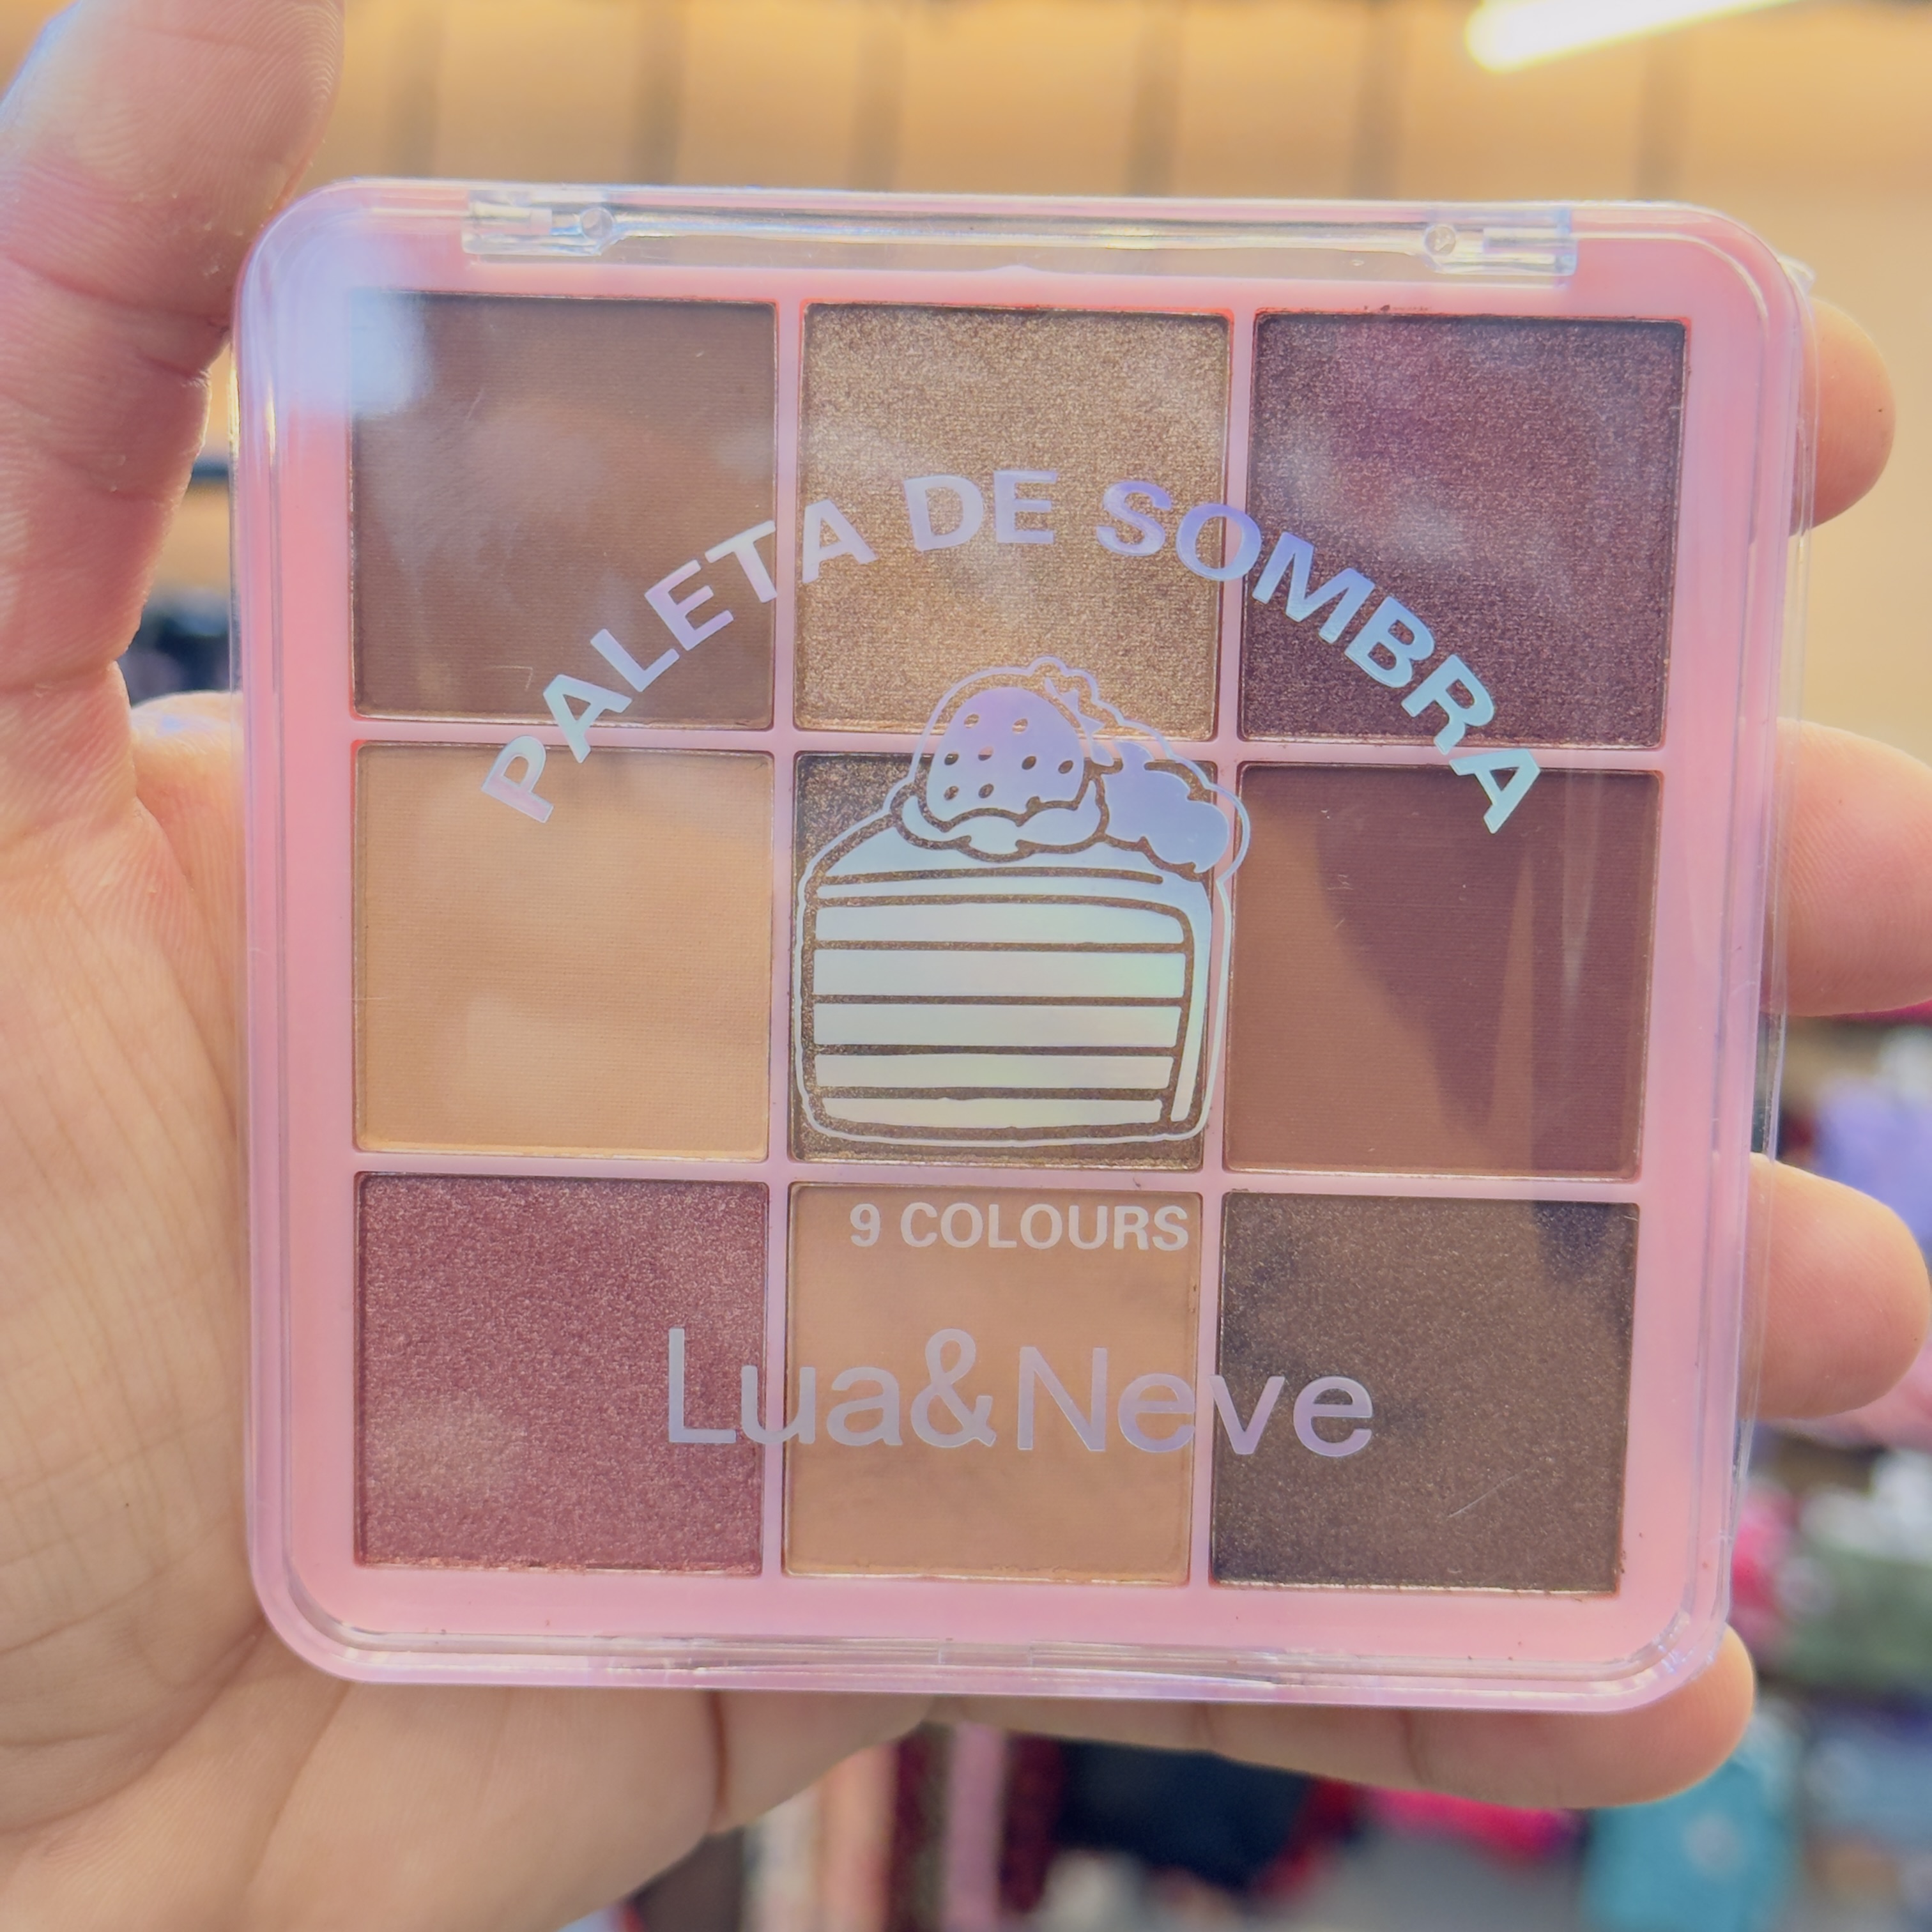 PALETA DE SOMBRA
9 COLOURS
Lua&Neve